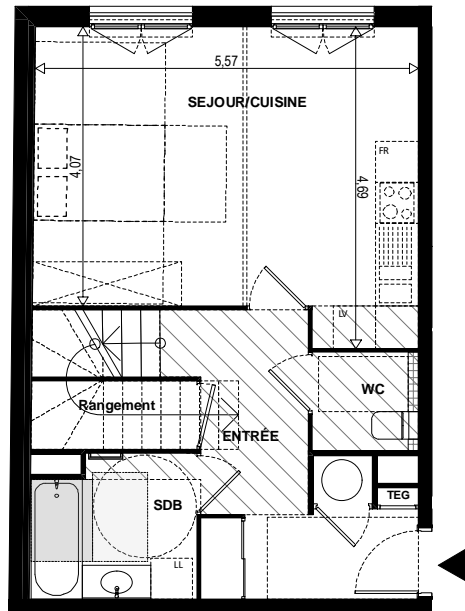 5,57
SEJOUR/CUISINE
4,07
4,69
FR
LV
WC
Rangement
ENTRÉE
TEG
SDB
LL